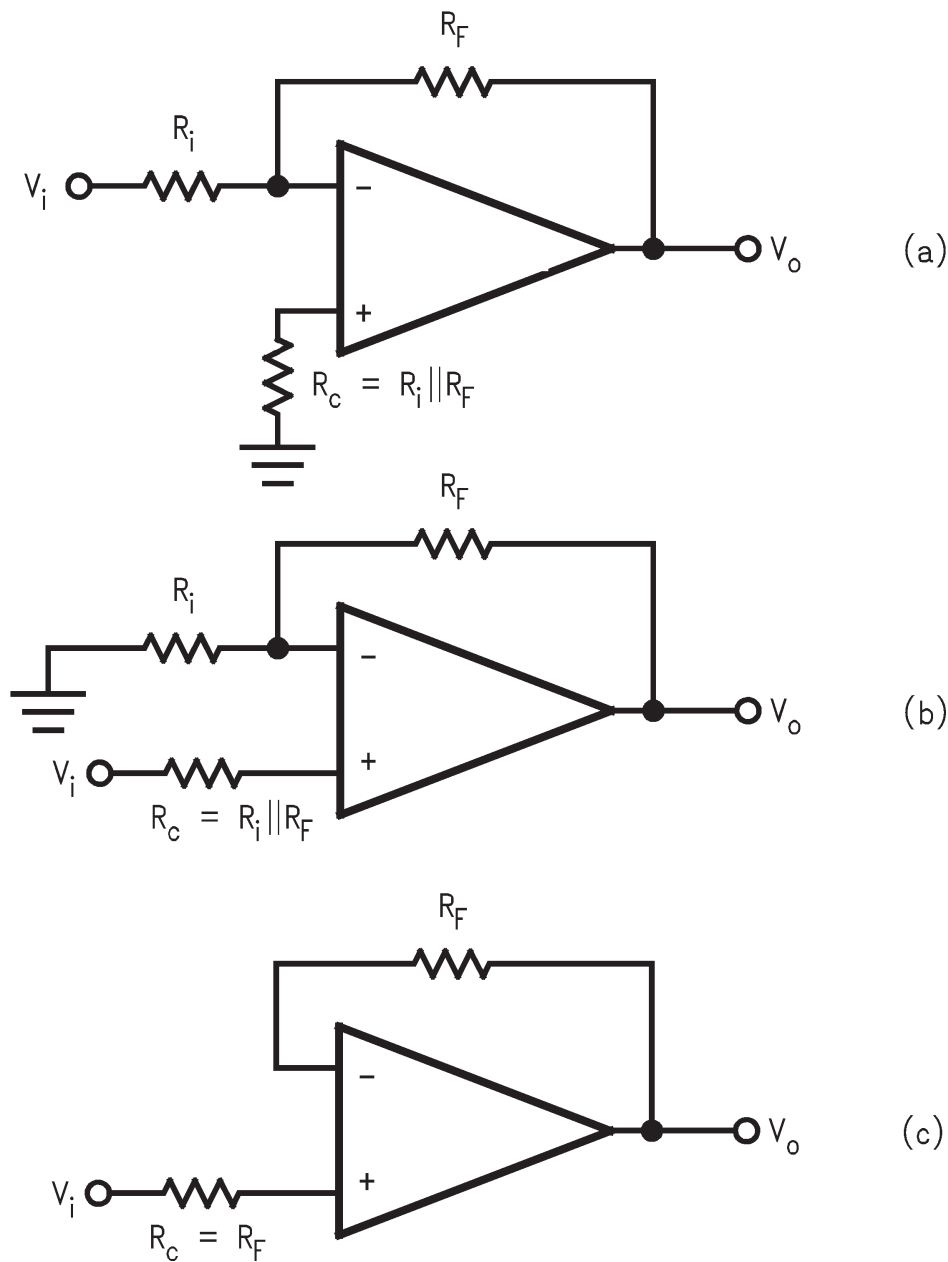 R_F
R_i
V_i
−
V_o
(a)
+
R_c = R_i||R_F
R_F
R_i
−
V_o
(b)
V_i
+
R_c = R_i||R_F
R_F
−
V_o
(c)
V_i
+
R_c = R_F